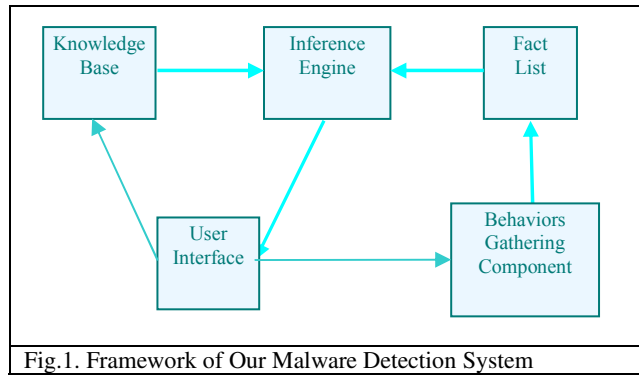 Knowledge
Base
Inference
Engine
Fact
List
User
Interface
Behaviors
Gathering
Component
Fig.1. Framework of Our Malware Detection System